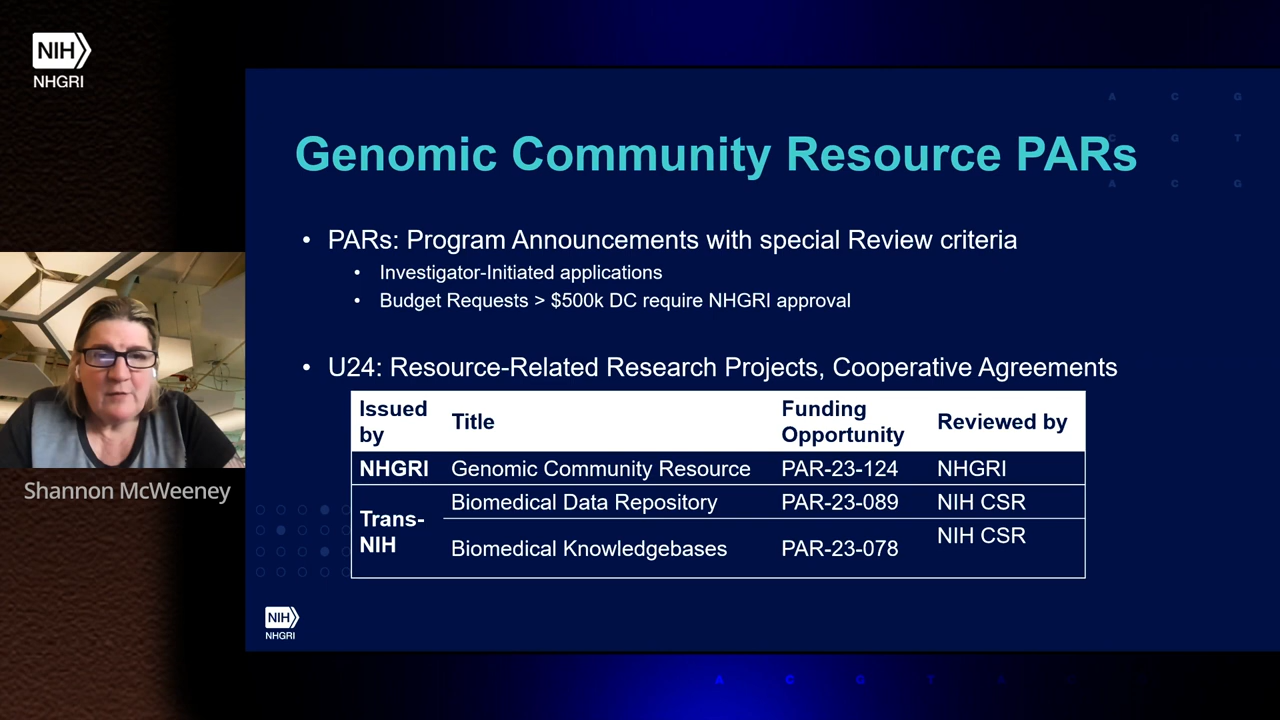 NIH
NHGRI
A C G
Genomic Community Resource PARs
C G T
A C G
• PARs: Program Announcements with special Review criteria
• Investigator-Initiated applications
• Budget Requests > $500k DC require NHGRI approval
• U24: Resource-Related Research Projects, Cooperative Agreements
Issued by Title Funding Opportunity Reviewed by
NHGRI Genomic Community Resource PAR-23-124 NHGRI
Trans-NIH Biomedical Data Repository PAR-23-089 NIH CSR
Biomedical Knowledgebases PAR-23-078 NIH CSR
Shannon McWeeney
NIH
NHGRI
A C G T